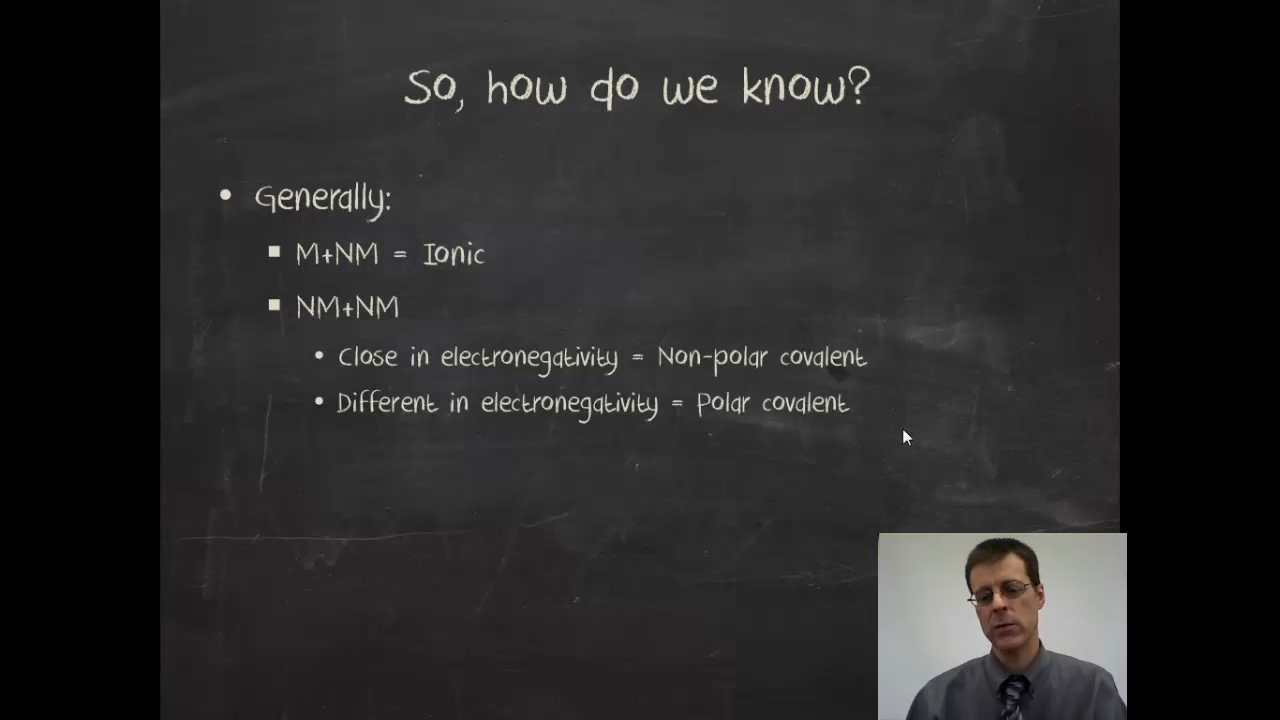 So, how do we know?
• Generally:
▪ M+NM = Ionic
▪ NM+NM
• Close in electronegativity = Non-polar covalent
• Different in electronegativity = Polar covalent